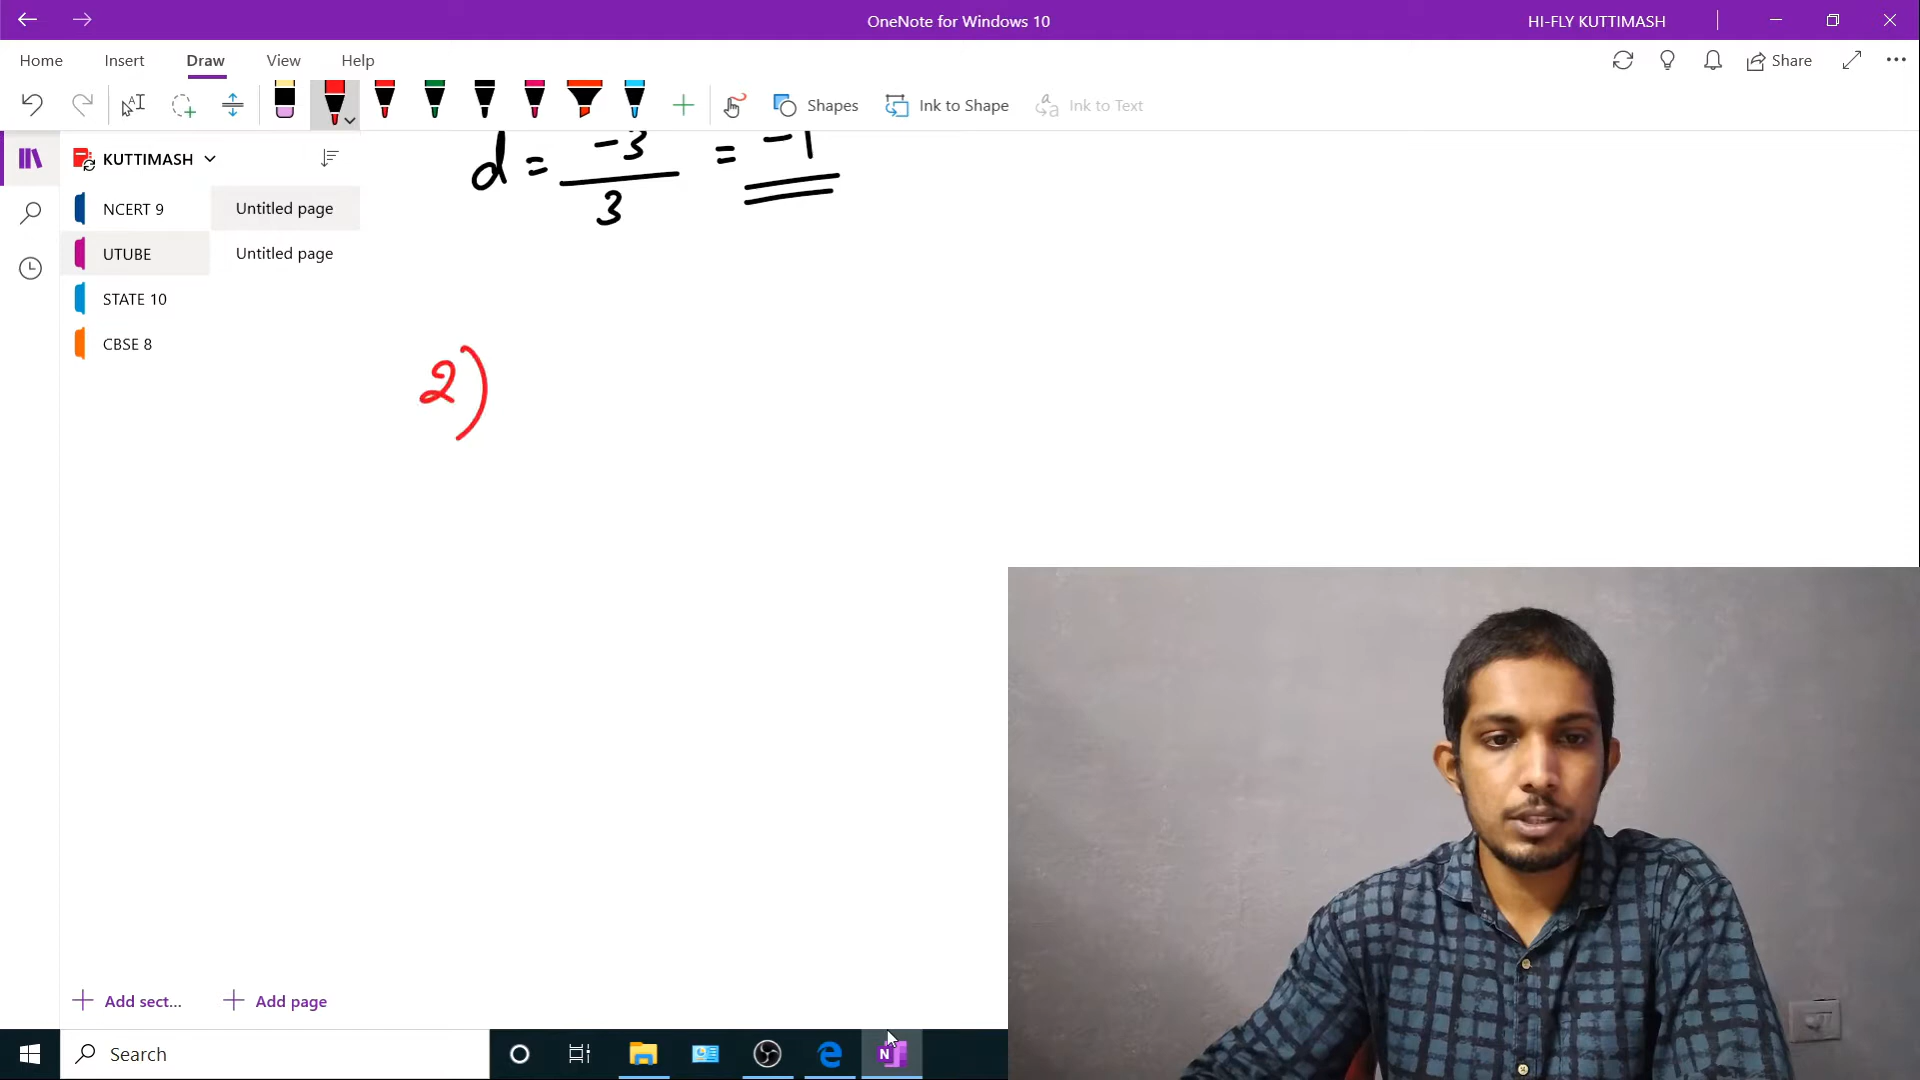 OneNote for Windows 10
HI-FLY KUTTIMASH
Home Insert Draw View Help
Share
Shapes
Ink to Shape
Ink to Text
KUTTIMASH
NCERT 9
UTUBE
STATE 10
CBSE 8
Untitled page
Untitled page
d = -3/3 = -1
2)
Add sect...
Add page
Search